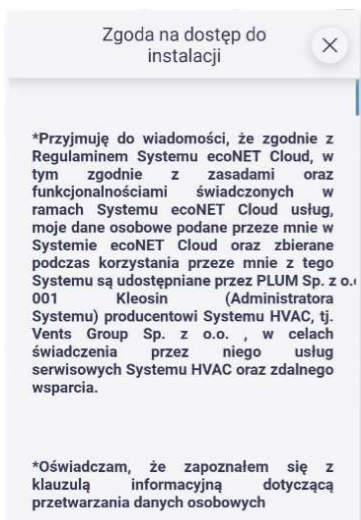 Zgoda na dostęp do
instalacji
*Przyjmuję do wiadomości, że zgodnie z
Regulaminem Systemu ecoNET Cloud, w
tym zgodnie z zasadami oraz
funkcjonalnościami świadczonych w
ramach Systemu ecoNET Cloud usług,
moje dane osobowe podane przeze mnie w
Systemie ecoNET Cloud oraz zbierane
podczas korzystania przeze mnie z tego
Systemu są udostępniane przez PLUM Sp. z o.
001 Kleosin (Administratora
Systemu) producentowi Systemu HVAC, tj.
Vents Group Sp. z o.o. , w celach
świadczenia przez niego usług
serwisowych Systemu HVAC oraz zdalnego
wsparcia.
*Oświadczam, że zapoznałem się z
klauzulą informacyjną dotyczącą
przetwarzania danych osobowych